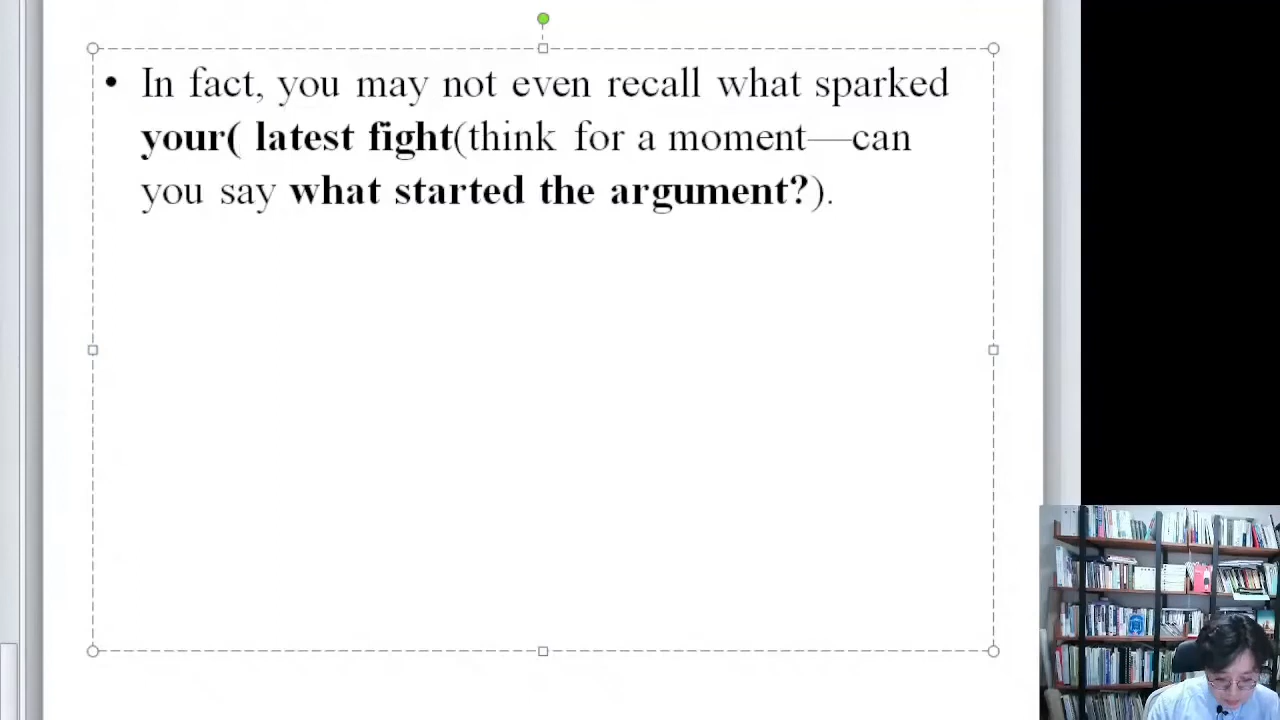 • In fact, you may not even recall what sparked
your( latest fight(think for a moment—can
you say what started the argument?).